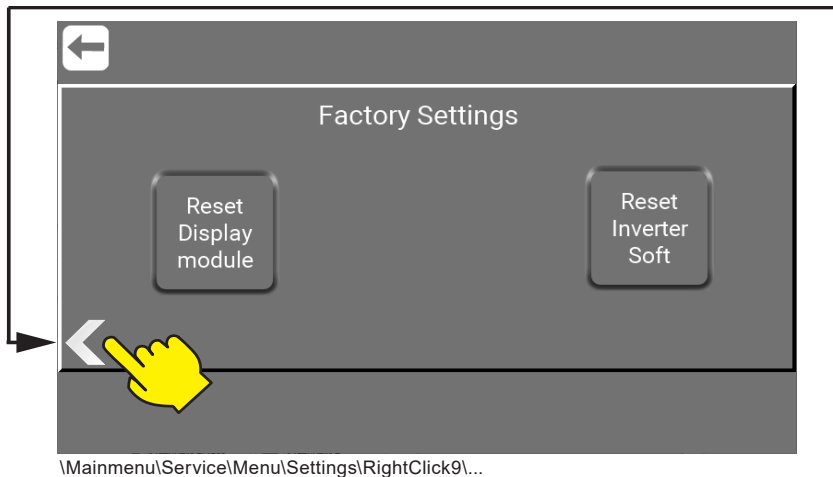 Factory Settings
Reset
Display
module
Reset
Inverter
Soft
\Mainmenu\Service\Menu\Settings\RightClick9\...